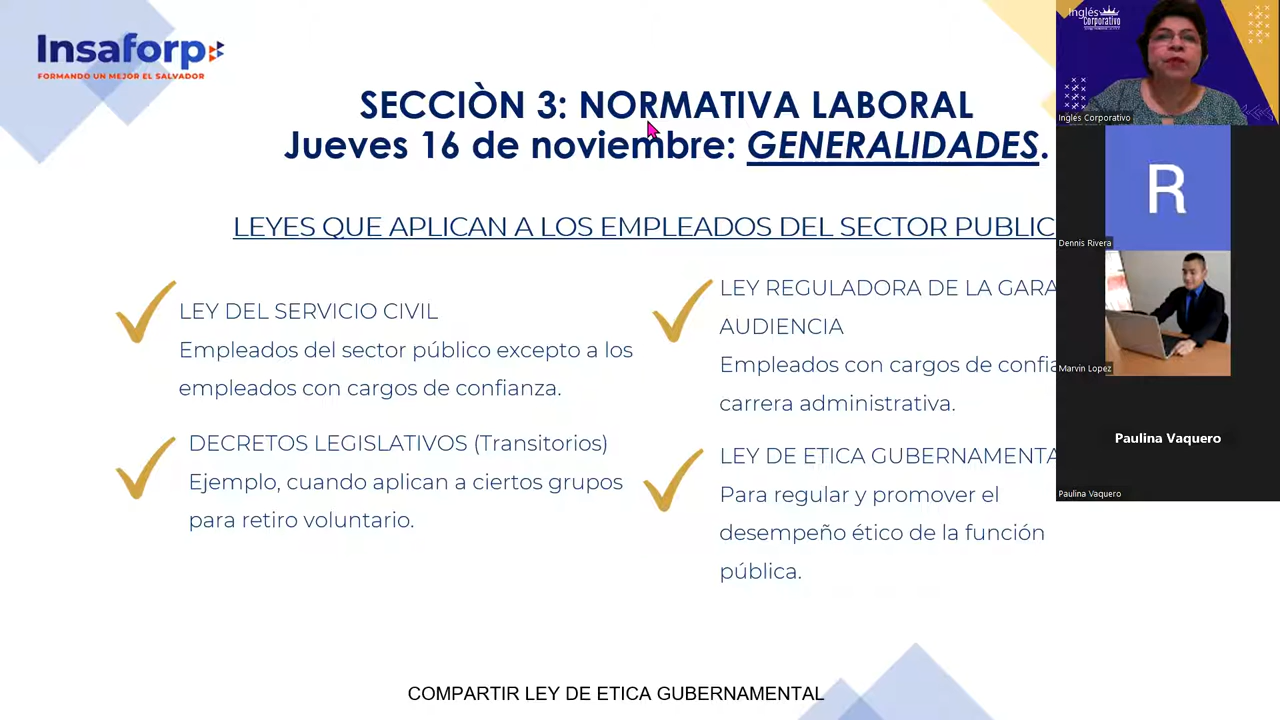 Insaforp
FORMANDO UN MEJOR EL SALVADOR
SECCIÒN 3: NORMATIVA LABORAL
Jueves 16 de noviembre: GENERALIDADES.
LEYES QUE APLICAN A LOS EMPLEADOS DEL SECTOR PUBLIC
LEY DEL SERVICIO CIVIL
Empleados del sector público excepto a los
empleados con cargos de confianza.
DECRETOS LEGISLATIVOS (Transitorios)
Ejemplo, cuando aplican a ciertos grupos
para retiro voluntario.
LEY REGULADORA DE LA GARA
AUDIENCIA
Empleados con cargos de confia
carrera administrativa.
LEY DE ETICA GUBERNAMENTA
Para regular y promover el
desempeño ético de la función
pública.
COMPARTIR LEY DE ETICA GUBERNAMENTAL
Inglés
Corporativo
Ingles Corporativo
R
Dennis Rivera
Marvin Lopez
Paulina Vaquero
Paulina Vaquero